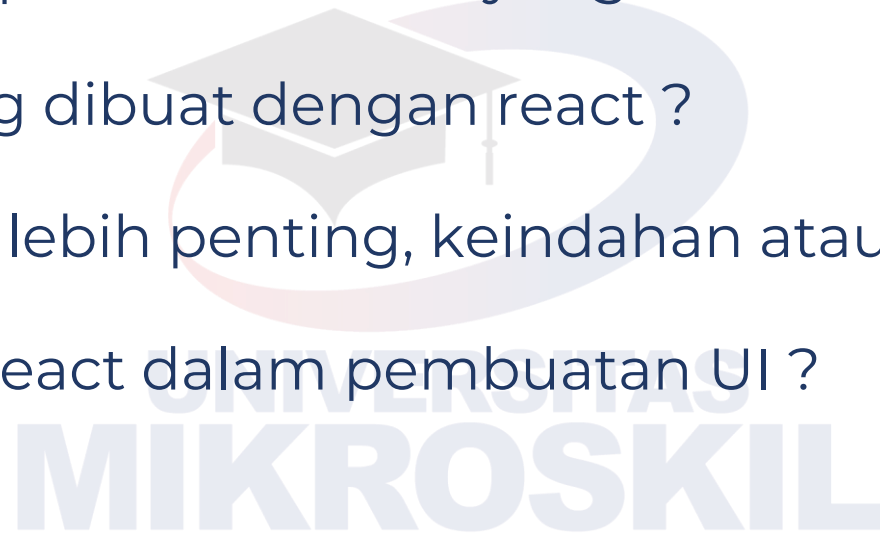 g dibuat dengan react ?
lebih penting, keindahan atau
eact dalam pembuatan UI ?
UNIVERSITAS
MIKROSKIL